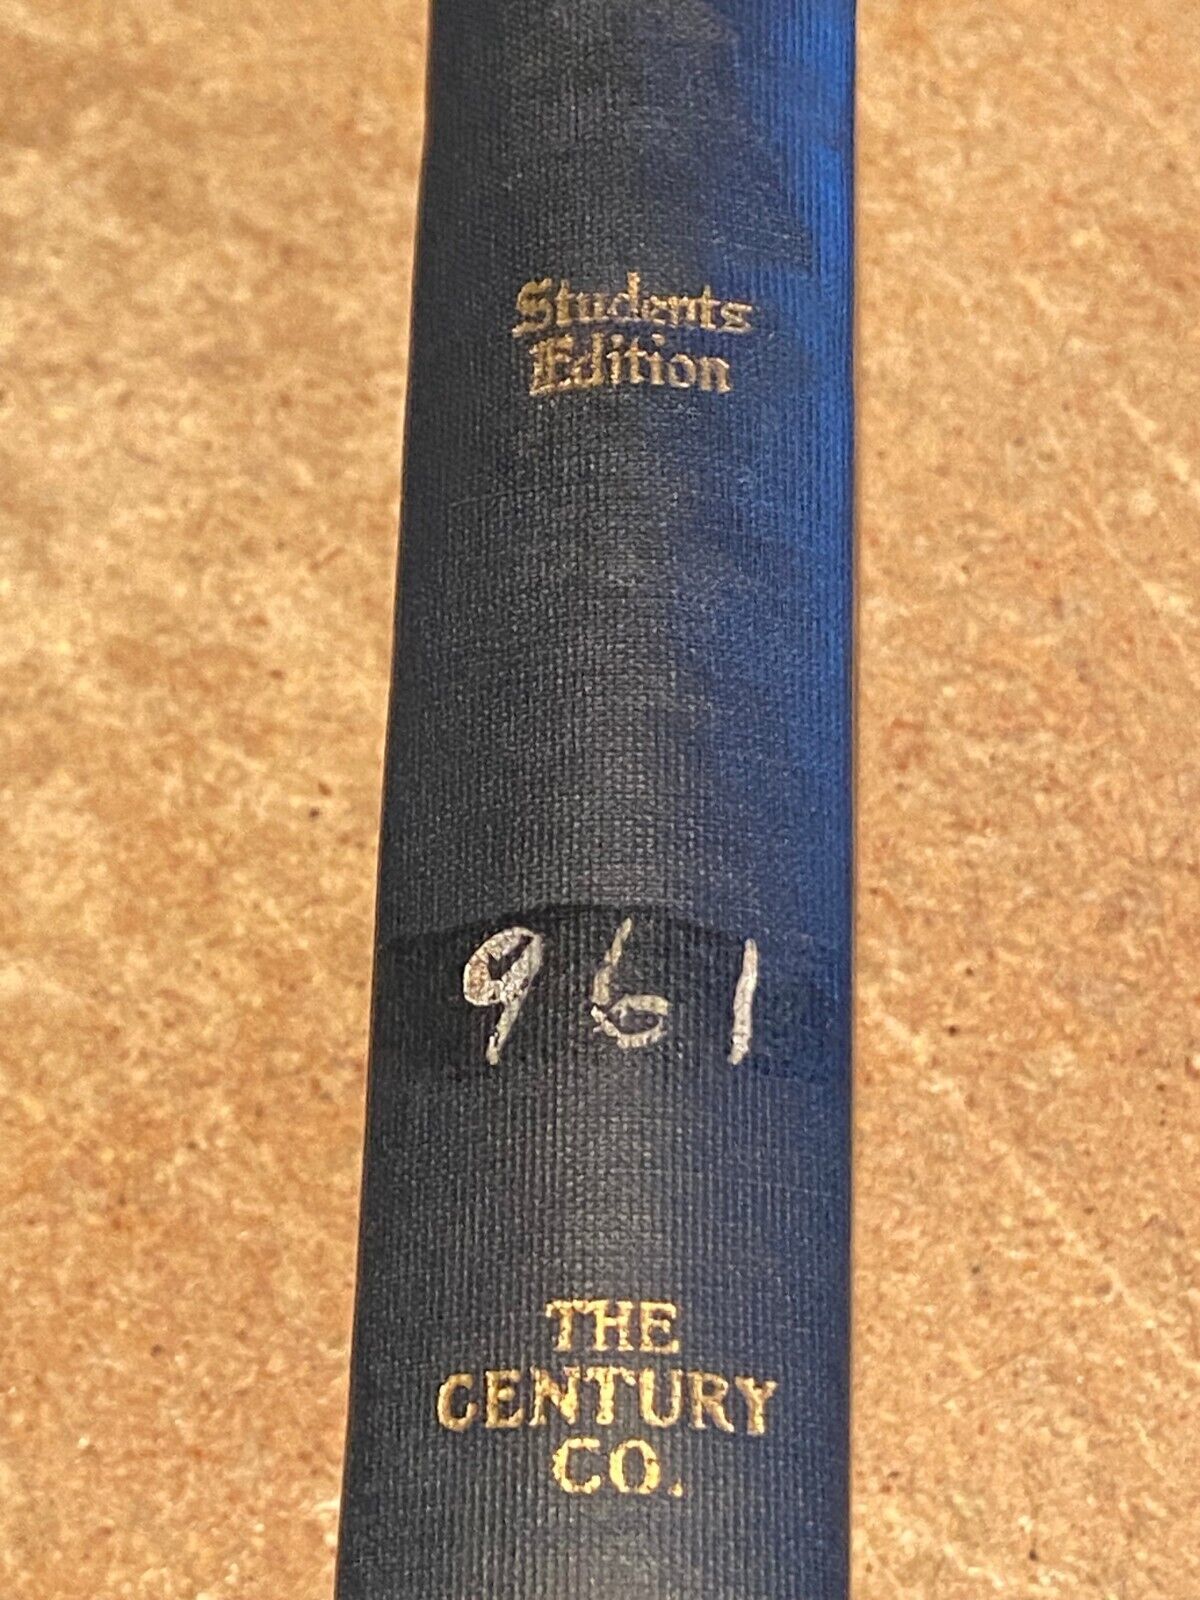 Students
Edition
961
THE
CENTURY
CO.